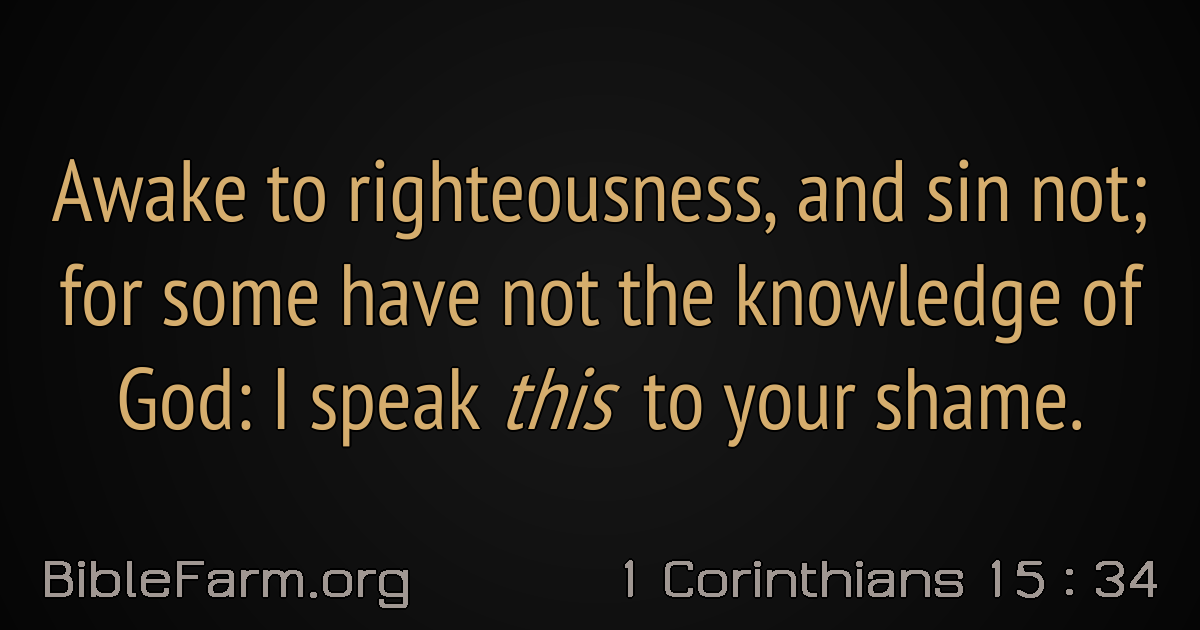 Awake to righteousness, and sin not;
for some have not the knowledge of
God: I speak this to your shame.
BibleFarm.org
1 Corinthians 15 : 34